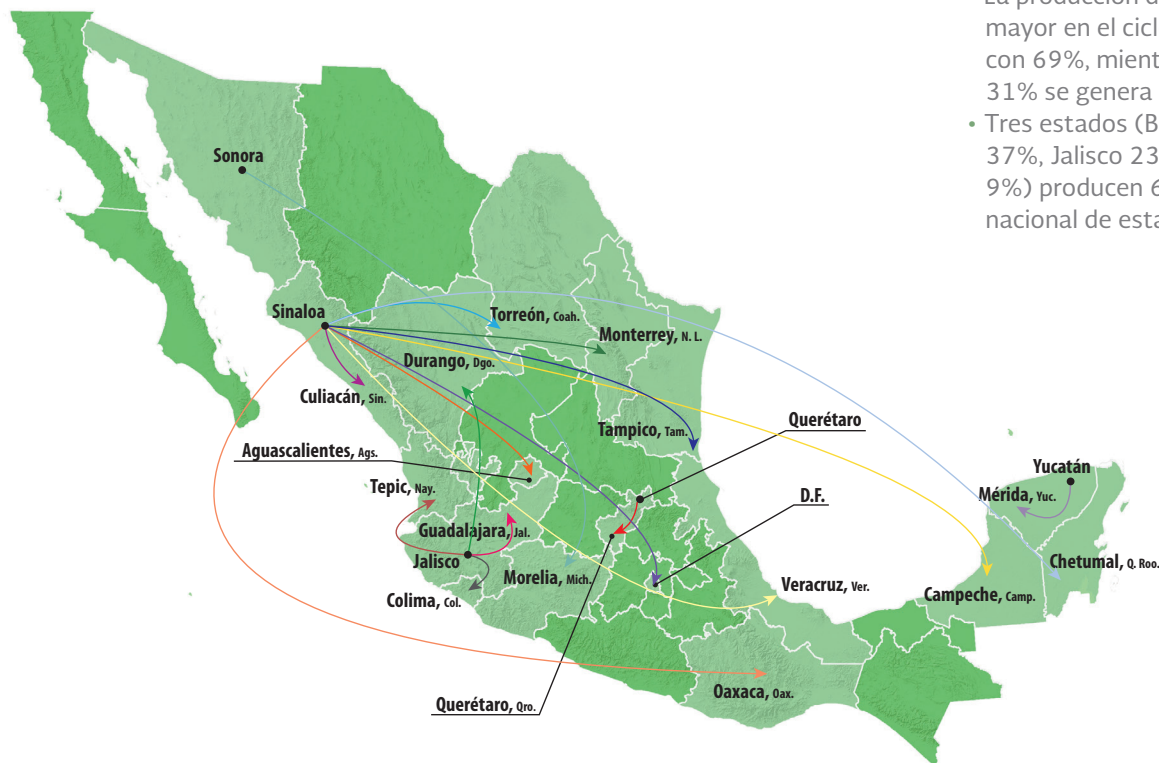 La producción d
mayor en el cicl
con 69%, mient
31% se genera
• Tres estados (B
37%, Jalisco 23
9%) producen 6
nacional de esta
Sonora
Sinaloa
Torreón, Coah.
Monterrey, N. L.
Durango, Dgo.
Culiacán, Sin.
Tampico, Tam.
Querétaro
Aguascalientes, Ags.
Yucatán
Tepic, Nay.
Mérida, Yuc.
D.F.
Guadalajara, Jal.
Jalisco
Chetumal, Q. Roo.
Morelia, Mich.
Veracruz, Ver.
Campeche, Camp.
Colima, Col.
Oaxaca, Oax.
Querétaro, Qro.